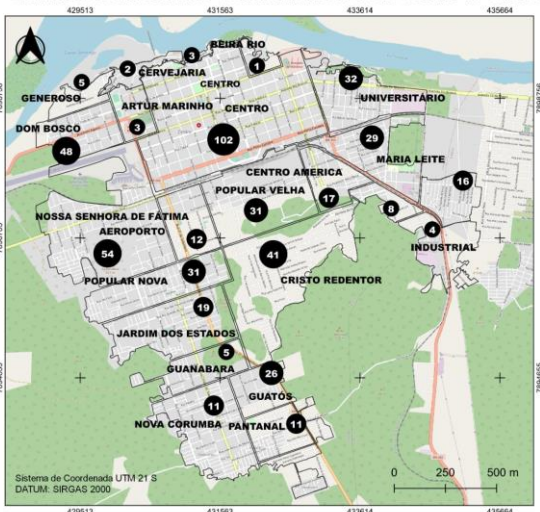 429513 431563 433614 435664
BEIRA RIO
3
1
2
CERVEJARIA
5
CENTRO
32
GENEROSO
ARTUR MARINHO
CENTRO
UNIVERSITÁRIO
DOM BOSCO
3
48
102
29
MARIA LEITE
CENTRO AMERICA
16
POPULAR VELHA
17
31
8
NOSSA SENHORA DE FÁTIMA
AEROPORTO
12
4
INDUSTRIAL
54
41
31
POPULAR NOVA
CRISTO REDENTOR
19
JARDIM DOS ESTADOS
5
GUANABARA
26
GUATÓS
11
NOVA CORUMBA
PANTANAL
11
Sistema de Coordenada UTM 21 S
DATUM: SIRGAS 2000
0 250 500 m
429513 431563 433614 435664